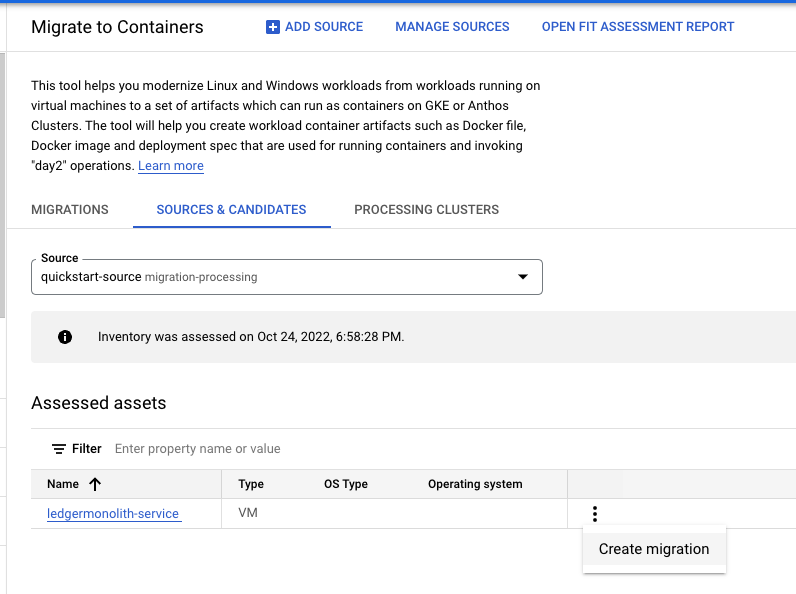 Migrate to Containers
ADD SOURCE
MANAGE SOURCES
OPEN FIT ASSESSMENT REPORT
This tool helps you modernize Linux and Windows workloads from workloads running on
virtual machines to a set of artifacts which can run as containers on GKE or Anthos
Clusters. The tool will help you create workload container artifacts such as Docker file,
Docker image and deployment spec that are used for running containers and invoking
"day2" operations. Learn more
MIGRATIONS
SOURCES & CANDIDATES
PROCESSING CLUSTERS
Source
quickstart-source migration-processing
Inventory was assessed on Oct 24, 2022, 6:58:28 PM.
Assessed assets
Filter Enter property name or value
Name Type OS Type Operating system
ledgermonolith-service VM
Create migration